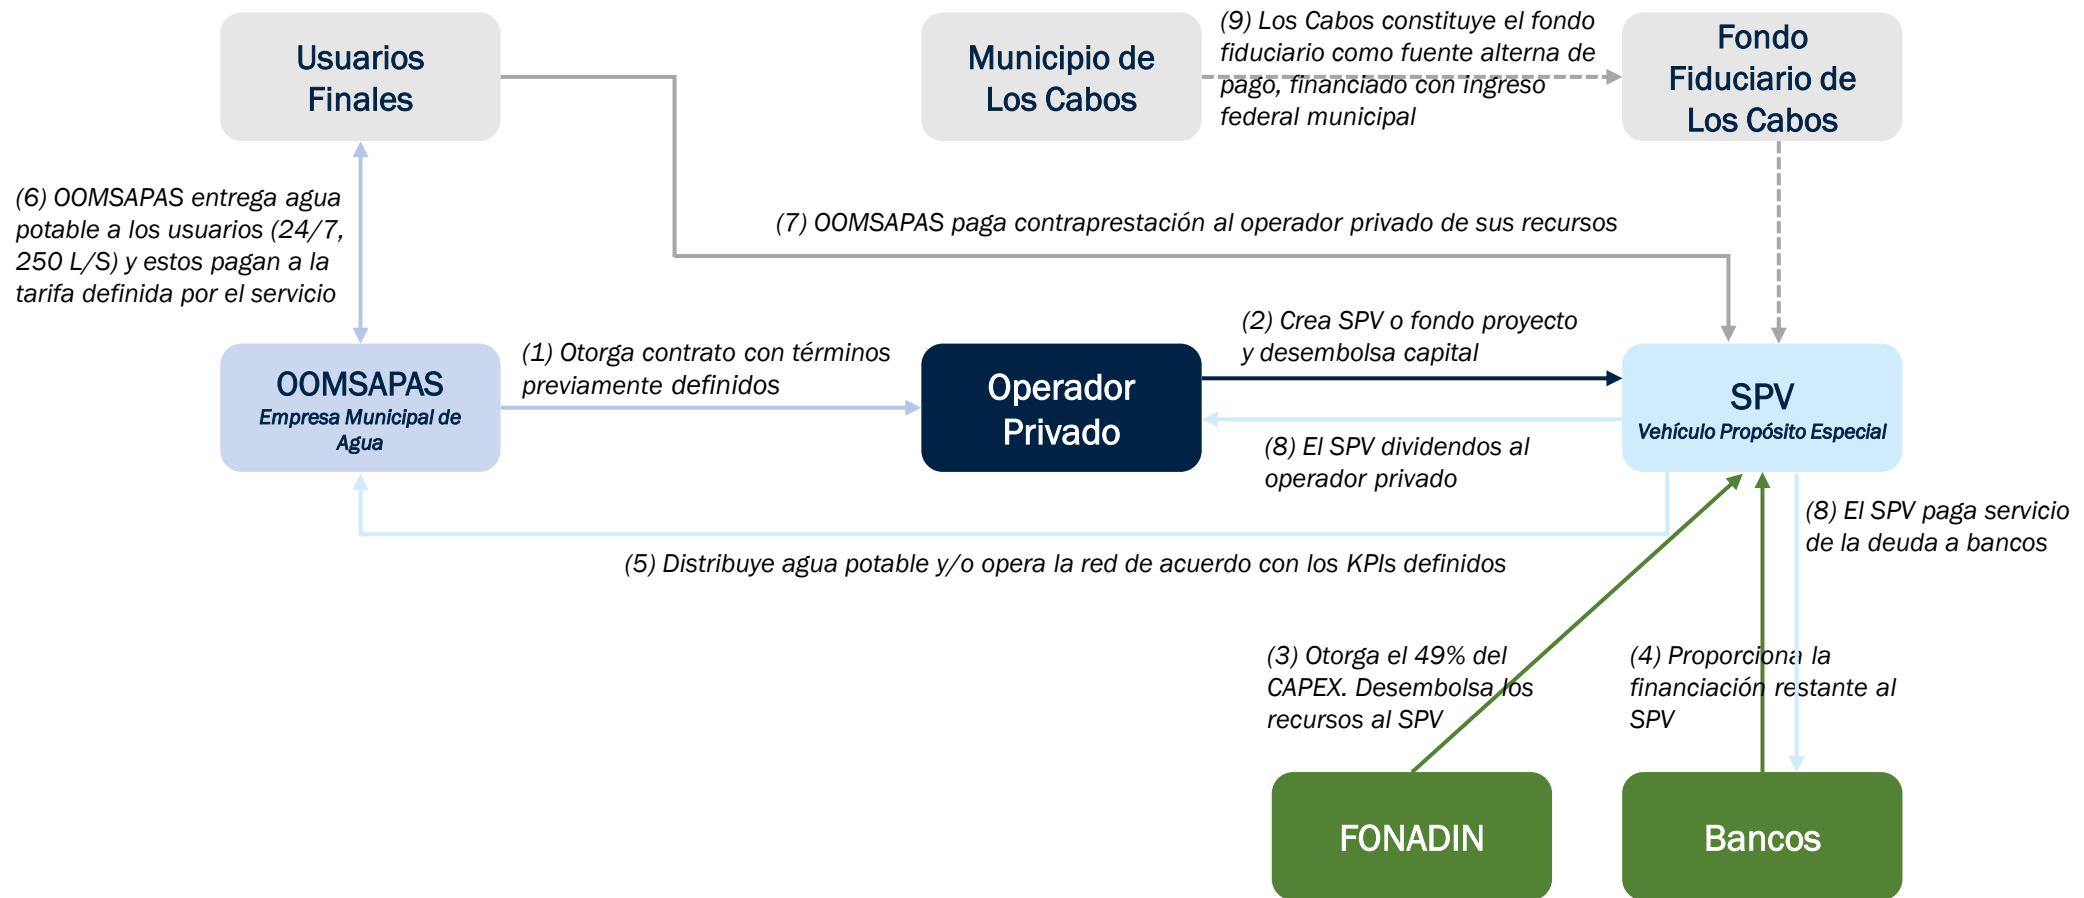 Usuarios
Finales
Municipio de
Los Cabos
(9) Los Cabos constituye el fondo
fiduciario como fuente alterna de
pago, financiado con ingreso
federal municipal
Fondo
Fiduciario de
Los Cabos
(6) OOMSAPAS entrega agua
potable a los usuarios (24/7,
250 L/S) y estos pagan a la
tarifa definida por el servicio
(7) OOMSAPAS paga contraprestación al operador privado de sus recursos
OOMSAPAS
Empresa Municipal de
Agua
(1) Otorga contrato con términos
previamente definidos
Operador
Privado
(2) Crea SPV o fondo proyecto
y desembolsa capital
(8) El SPV dividendos al
operador privado
SPV
Vehículo Propósito Especial
(8) El SPV paga servicio
de la deuda a bancos
(5) Distribuye agua potable y/o opera la red de acuerdo con los KPIs definidos
(3) Otorga el 49% del
CAPEX. Desembolsa los
recursos al SPV
(4) Proporciona la
financiación restante al
SPV
FONADIN
Bancos